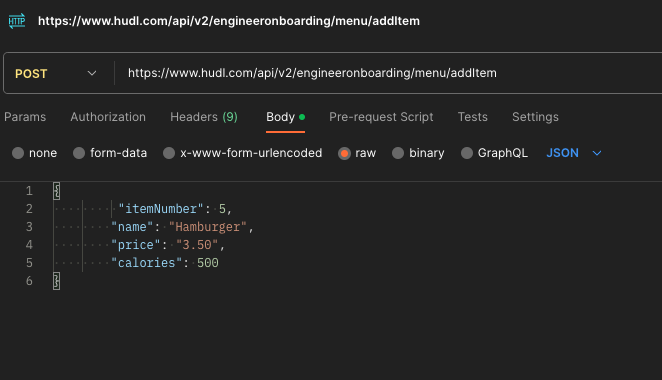 HTTP https://www.hudl.com/api/v2/engineeronboarding/menu/addItem
POST https://www.hudl.com/api/v2/engineeronboarding/menu/addItem
Params Authorization Headers (9) Body Pre-request Script Tests Settings
none form-data x-www-form-urlencoded raw binary GraphQL JSON
1 {
2 "itemNumber": 5,
3 "name": "Hamburger",
4 "price": "3.50",
5 "calories": 500
6 }